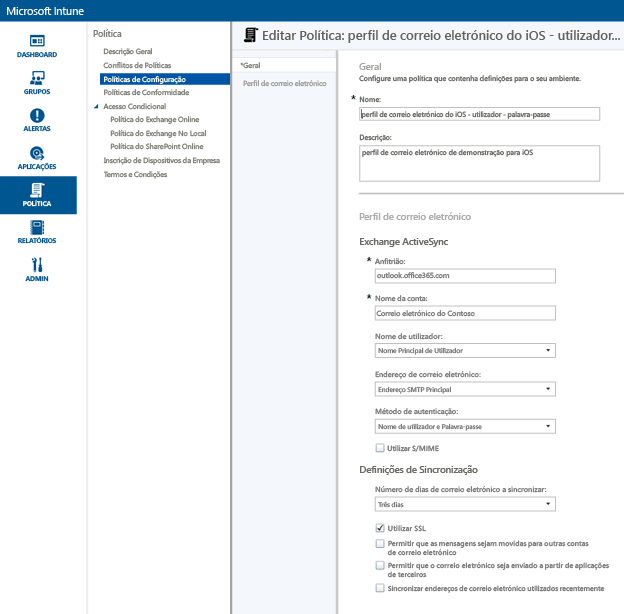 Microsoft Intune
DASHBOARD
GRUPOS
ALERTAS
APLICAÇÕES
POLÍTICA
RELATÓRIOS
ADMIN
Política
Descrição Geral
Conflitos de Políticas
Políticas de Configuração
Políticas de Conformidade
Acesso Condicional
Política do Exchange Online
Política do Exchange No Local
Política do SharePoint Online
Inscrição de Dispositivos da Empresa
Termos e Condições
Editar Política: perfil de correio eletrónico do iOS - utilizador...
*Geral
Perfil de correio eletrónico
Geral
Configure uma política que contenha definições para o seu ambiente.
* Nome:
perfil de correio eletrónico do iOS - utilizador - palavra-passe
Descrição:
perfil de correio eletrónico de demonstração para iOS
Perfil de correio eletrónico
Exchange ActiveSync
* Anfitrião:
outlook.office365.com
* Nome da conta:
Correio eletrónico do Contoso
Nome de utilizador:
Nome Principal de Utilizador
Endereço de correio eletrónico:
Endereço SMTP Principal
Método de autenticação:
Nome de utilizador e Palavra-passe
Utilizar S/MIME
Definições de Sincronização
Número de dias de correio eletrónico a sincronizar:
Três dias
Utilizar SSL
Permitir que as mensagens sejam movidas para outras contas
de correio eletrónico
Permitir que o correio eletrónico seja enviado a partir de aplicações
de terceiros
Sincronizar endereços de correio eletrónico utilizados recentemente